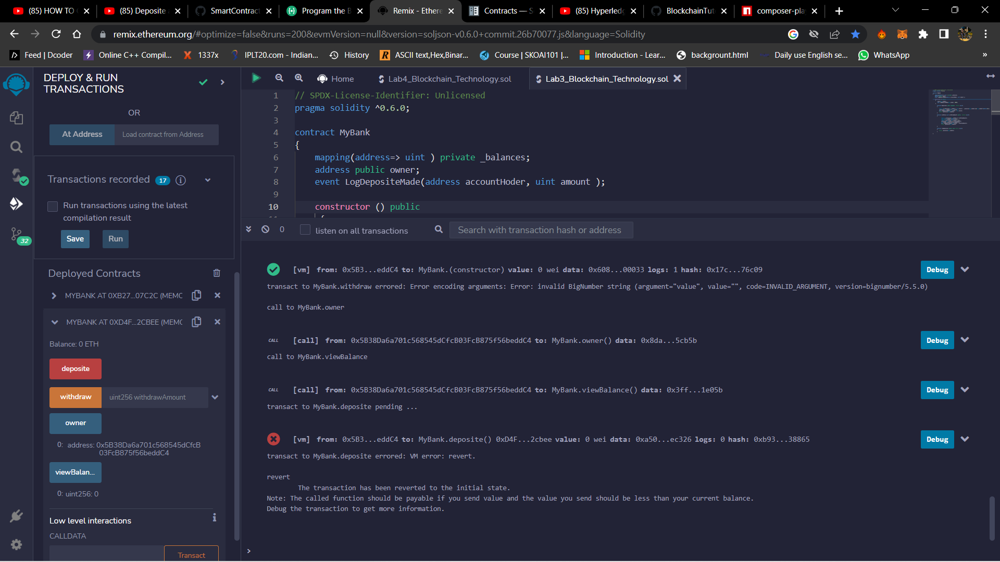 (85) HOW TO
(85) Deposite
SmartContract
Program the B
Remix - Ethere
Contracts — S
(85) Hyperledg
BlockchainTut
composer-pla
remix.ethereum.org/#optimize=false&runs=200&evmVersion=null&version=soljson-v0.6.0+commit.26b70077.js&language=Solidity
Feed | Dcoder
Online C++ Compil...
1337x
IPLT20.com - Indian...
History
ASCII text,Hex,Binar...
Course | SKOAI101 |...
Introduction - Lear...
backgrount.html
Daily use English se...
WhatsApp
»
DEPLOY & RUN
TRANSACTIONS
OR
At Address
Load contract from Address
Transactions recorded 17
Run transactions using the latest
compilation result
Save
Run
32
Deployed Contracts
MYBANK AT 0XB27...07C2C (MEMO
MYBANK AT 0XD4F...2CBEE (MEMO
Balance: 0 ETH
deposite
withdraw
uint256 withdrawAmount
owner
0: address: 0x5B38Da6a701c568545dCfcB
03FcB875f56beddC4
viewBalan...
0: uint256: 0
Low level interactions
CALLDATA
Transact
Home
Lab4_Blockchain_Technology.sol
Lab3_Blockchain_Technology.sol
1 // SPDX-License-Identifier: Unlicensed
2 pragma solidity ^0.6.0;
3
4 contract MyBank
5 {
6 mapping(address=> uint ) private _balances;
7 address public owner;
8 event LogDepositeMade(address accountHoder, uint amount );
9
10 constructor () public
11 {
0
listen on all transactions
Search with transaction hash or address
[vm] from: 0x5B3...eddC4 to: MyBank.(constructor) value: 0 wei data: 0x608...00033 logs: 1 hash: 0x17c...76c09
Debug
transact to MyBank.withdraw errored: Error encoding arguments: Error: invalid BigNumber string (argument="value", value="", code=INVALID_ARGUMENT, version=bignumber/5.5.0)
call to MyBank.owner
CALL [call] from: 0x5B38Da6a701c568545dCfcB03FcB875f56beddC4 to: MyBank.owner() data: 0x8da...5cb5b
Debug
call to MyBank.viewBalance
CALL [call] from: 0x5B38Da6a701c568545dCfcB03FcB875f56beddC4 to: MyBank.viewBalance() data: 0x3ff...1e05b
Debug
transact to MyBank.deposite pending ...
[vm] from: 0x5B3...eddC4 to: MyBank.deposite() 0xD4F...2cbee value: 0 wei data: 0xa50...ec326 logs: 0 hash: 0xb93...38865
Debug
transact to MyBank.deposite errored: VM error: revert.
revert
The transaction has been reverted to the initial state.
Note: The called function should be payable if you send value and the value you send should be less than your current balance.
Debug the transaction to get more information.
>